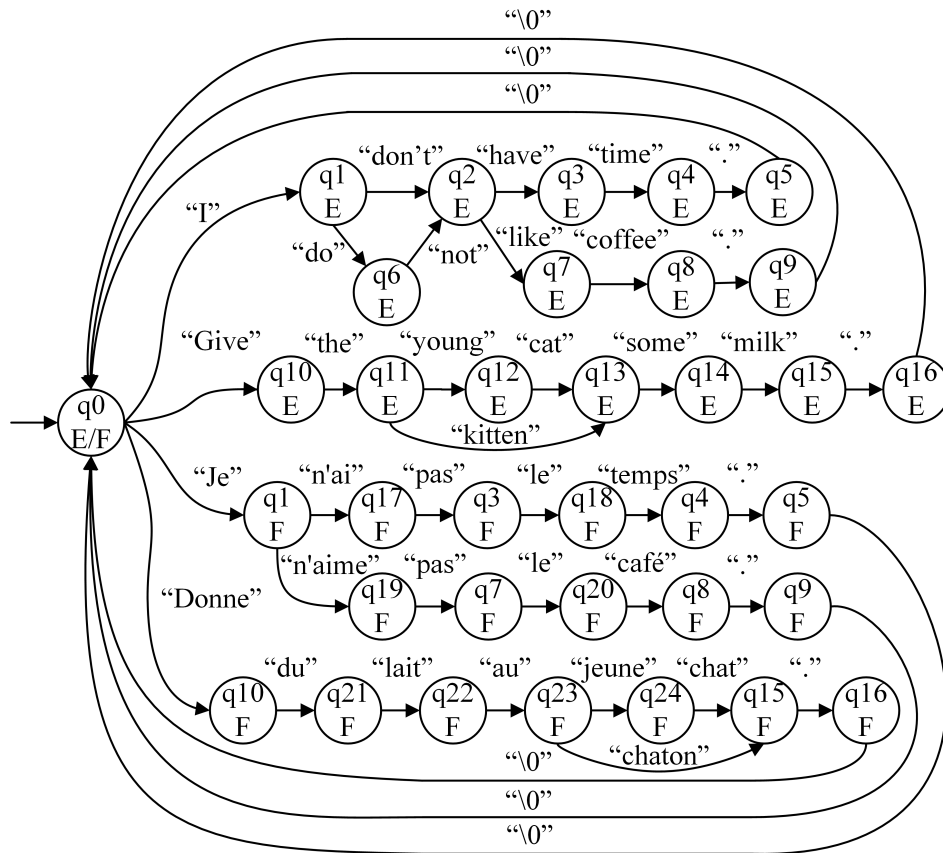 “\0”
“\0”
“\0”
“don’t” “have” “time” “.”
q1 q2 q3 q4 q5
E E E E E
“I”
“do” “not” “like” “coffee” “.”
q6 q7 q8 q9
E E E E
“Give” “the” “young” “cat” “some” “milk” “.”
q10 q11 q12 q13 q14 q15 q16
E E E E E E E
“kitten”
q0
E/F
“Je” “n'ai” “pas” “le” “temps” “.”
q1 q17 q3 q18 q4 q5
F F F F F F
“n'aime” “pas” “le” “café” “.”
q19 q7 q20 q8 q9
F F F F F
“Donne”
“du” “lait” “au” “jeune” “chat” “.”
q10 q21 q22 q23 q24 q15 q16
F F F F F F F
“chaton”
“\0”
“\0”
“\0”